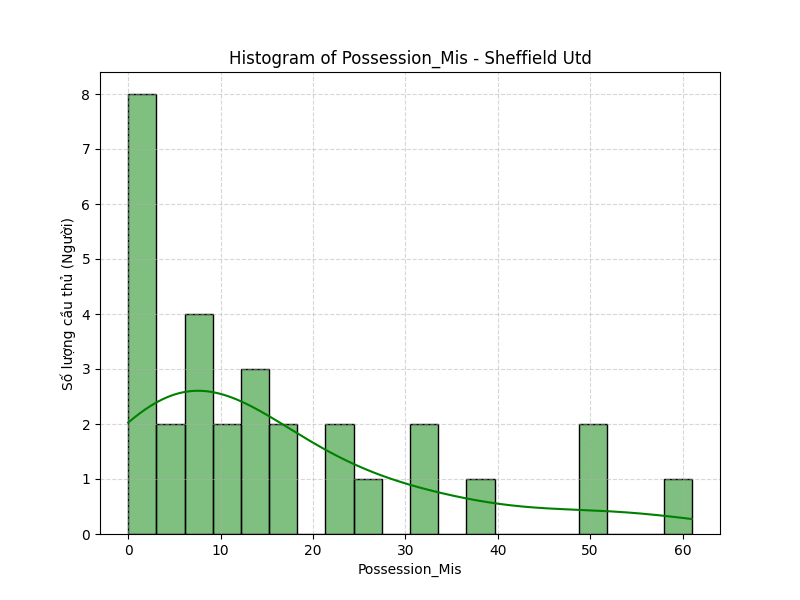 Histogram of Possession_Mis - Sheffield Utd
Số lượng cầu thủ (Người)
8
7
6
5
4
3
2
1
0
0 10 20 30 40 50 60
Possession_Mis